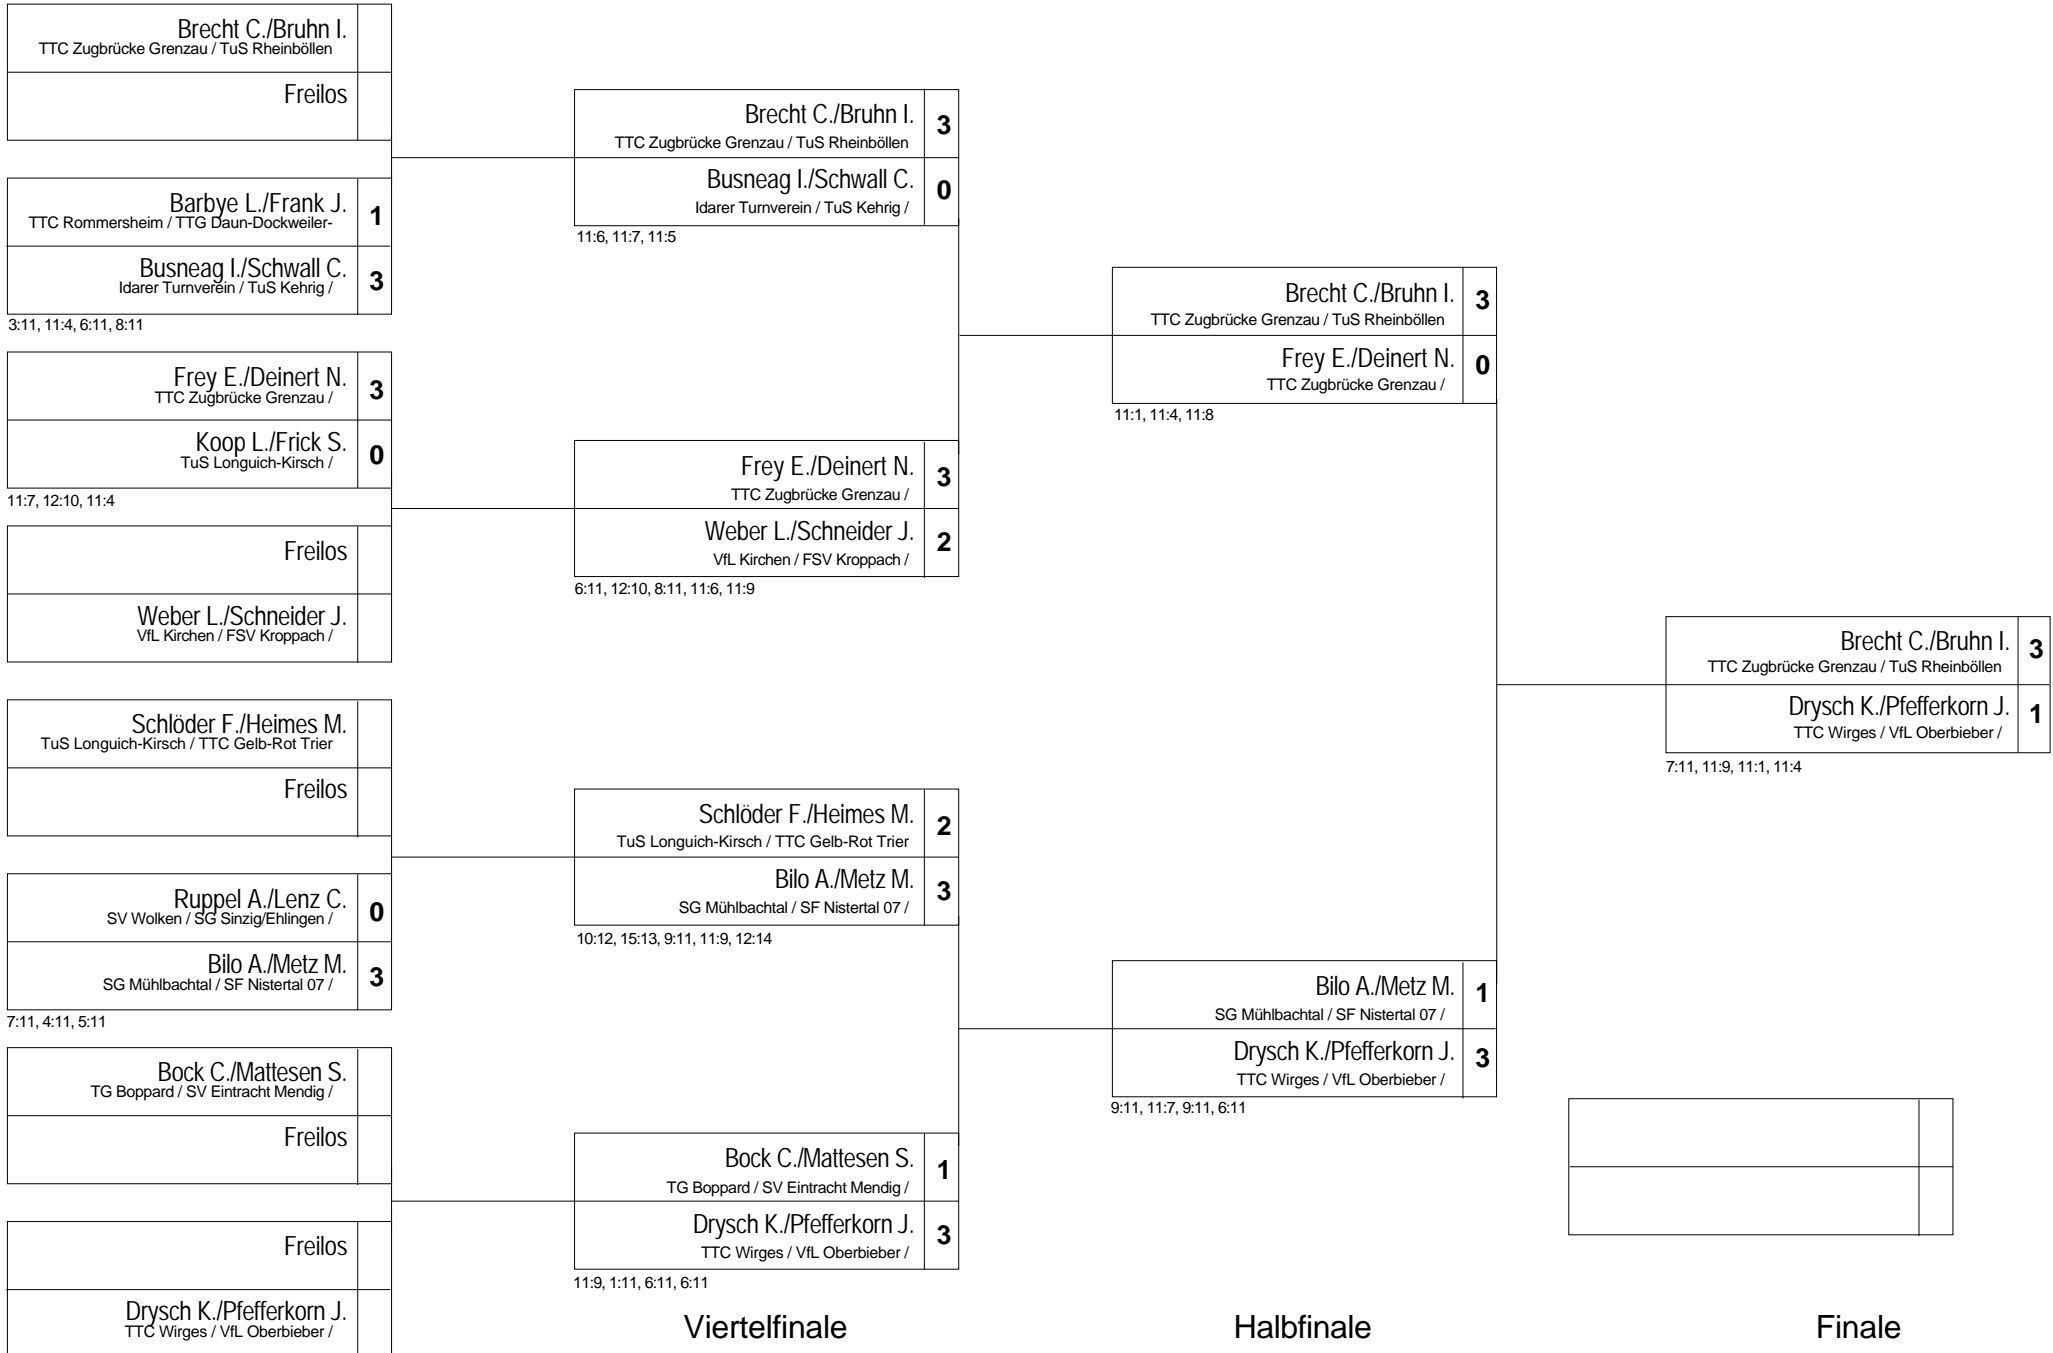 Brecht C./Bruhn I.
TTC Zugbrücke Grenzau / TuS Rheinböllen
Freilos
Barbye L./Frank J.
1
TTC Rommersheim / TTG Daun-Dockweiler-
Busneag I./Schwall C.
3
Idarer Turnverein / TuS Kehrig /
3:11, 11:4, 6:11, 8:11
Frey E./Deinert N.
3
TTC Zugbrücke Grenzau /
Koop L./Frick S.
0
TuS Longuich-Kirsch /
11:7, 12:10, 11:4
Freilos
Weber L./Schneider J.
VfL Kirchen / FSV Kroppach /
Schlöder F./Heimes M.
TuS Longuich-Kirsch / TTC Gelb-Rot Trier
Freilos
Ruppel A./Lenz C.
0
SV Wolken / SG Sinzig/Ehlingen /
Bilo A./Metz M.
3
SG Mühlbachtal / SF Nistertal 07 /
7:11, 4:11, 5:11
Bock C./Mattesen S.
TG Boppard / SV Eintracht Mendig /
Freilos
Freilos
Drysch K./Pfefferkorn J.
TTC Wirges / VfL Oberbieber /
Brecht C./Bruhn I.
3
TTC Zugbrücke Grenzau / TuS Rheinböllen
Busneag I./Schwall C.
0
Idarer Turnverein / TuS Kehrig /
11:6, 11:7, 11:5
Frey E./Deinert N.
3
TTC Zugbrücke Grenzau /
Weber L./Schneider J.
2
VfL Kirchen / FSV Kroppach /
6:11, 12:10, 8:11, 11:6, 11:9
Schlöder F./Heimes M.
2
TuS Longuich-Kirsch / TTC Gelb-Rot Trier
Bilo A./Metz M.
3
SG Mühlbachtal / SF Nistertal 07 /
10:12, 15:13, 9:11, 11:9, 12:14
Bock C./Mattesen S.
1
TG Boppard / SV Eintracht Mendig /
Drysch K./Pfefferkorn J.
3
TTC Wirges / VfL Oberbieber /
11:9, 1:11, 6:11, 6:11
Viertelfinale
Brecht C./Bruhn I.
3
TTC Zugbrücke Grenzau / TuS Rheinböllen
Frey E./Deinert N.
0
TTC Zugbrücke Grenzau /
11:1, 11:4, 11:8
Bilo A./Metz M.
1
SG Mühlbachtal / SF Nistertal 07 /
Drysch K./Pfefferkorn J.
3
TTC Wirges / VfL Oberbieber /
9:11, 11:7, 9:11, 6:11
Halbfinale
Brecht C./Bruhn I.
3
TTC Zugbrücke Grenzau / TuS Rheinböllen
Drysch K./Pfefferkorn J.
1
TTC Wirges / VfL Oberbieber /
7:11, 11:9, 11:1, 11:4
Finale